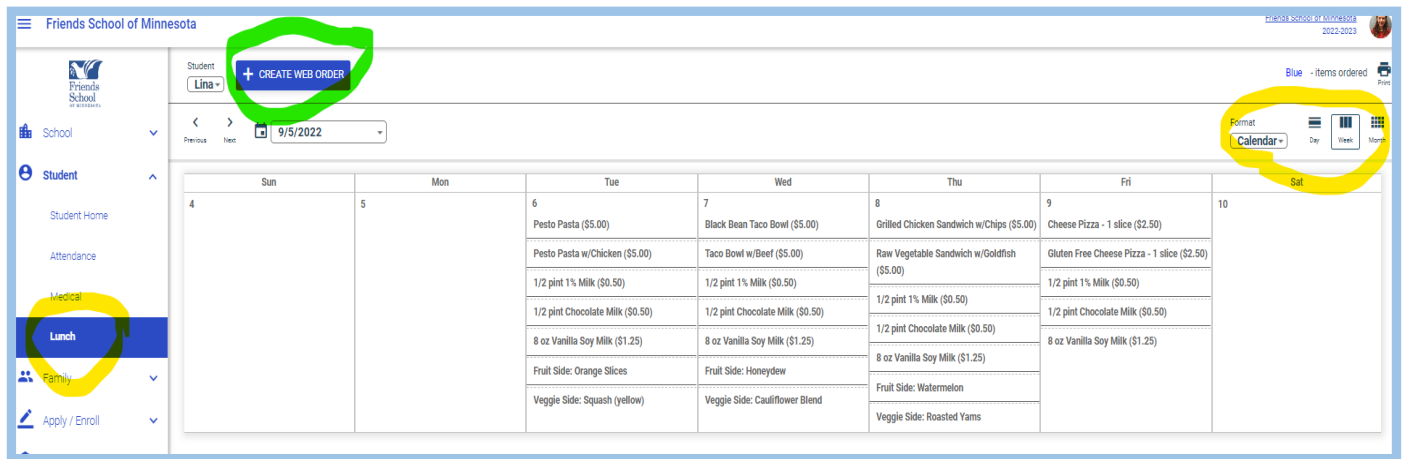 Friends School of Minnesota
Friends School of Minnesota
2022-2023
Friends
School
OF MINNESOTA
Student
Lina
+ CREATE WEB ORDER
Blue - items ordered
Print
Previous
Next
9/5/2022
Format
Calendar
Day
Week
Month
School
Student
Student Home
Attendance
Medical
Lunch
Family
Apply / Enroll
Sun
Mon
Tue
Wed
Thu
Fri
Sat
4
5
6
Pesto Pasta ($5.00)
Pesto Pasta w/Chicken ($5.00)
1/2 pint 1% Milk ($0.50)
1/2 pint Chocolate Milk ($0.50)
8 oz Vanilla Soy Milk ($1.25)
Fruit Side: Orange Slices
Veggie Side: Squash (yellow)
7
Black Bean Taco Bowl ($5.00)
Taco Bowl w/Beef ($5.00)
1/2 pint 1% Milk ($0.50)
1/2 pint Chocolate Milk ($0.50)
8 oz Vanilla Soy Milk ($1.25)
Fruit Side: Honeydew
Veggie Side: Cauliflower Blend
8
Grilled Chicken Sandwich w/Chips ($5.00)
Raw Vegetable Sandwich w/Goldfish
($5.00)
1/2 pint 1% Milk ($0.50)
1/2 pint Chocolate Milk ($0.50)
8 oz Vanilla Soy Milk ($1.25)
Fruit Side: Watermelon
Veggie Side: Roasted Yams
9
Cheese Pizza - 1 slice ($2.50)
Gluten Free Cheese Pizza - 1 slice ($2.50)
1/2 pint 1% Milk ($0.50)
1/2 pint Chocolate Milk ($0.50)
8 oz Vanilla Soy Milk ($1.25)
10